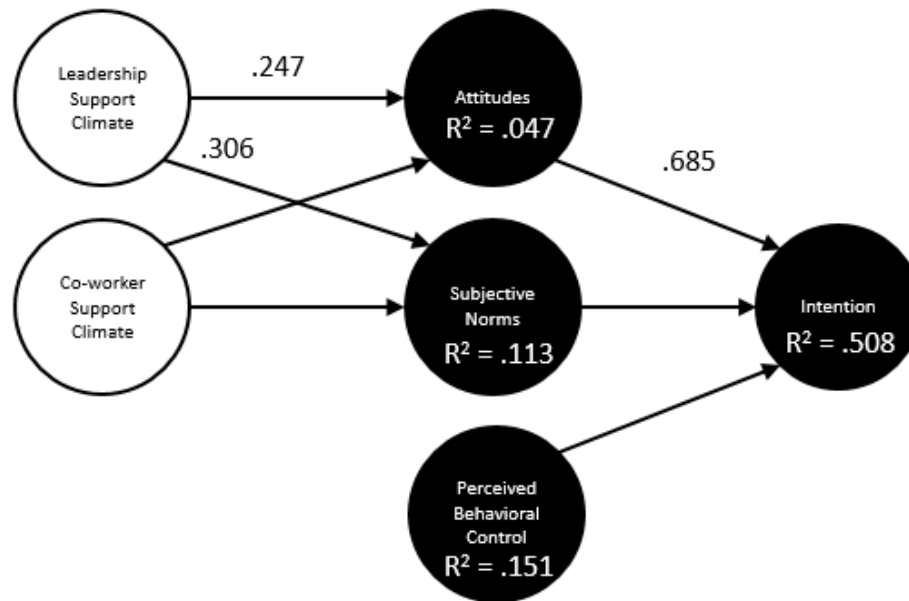 Leadership
Support
Climate
.247
Attitudes
R² = .047
.306
.685
Co-worker
Support
Climate
Subjective
Norms
R² = .113
Intention
R² = .508
Perceived
Behavioral
Control
R² = .151